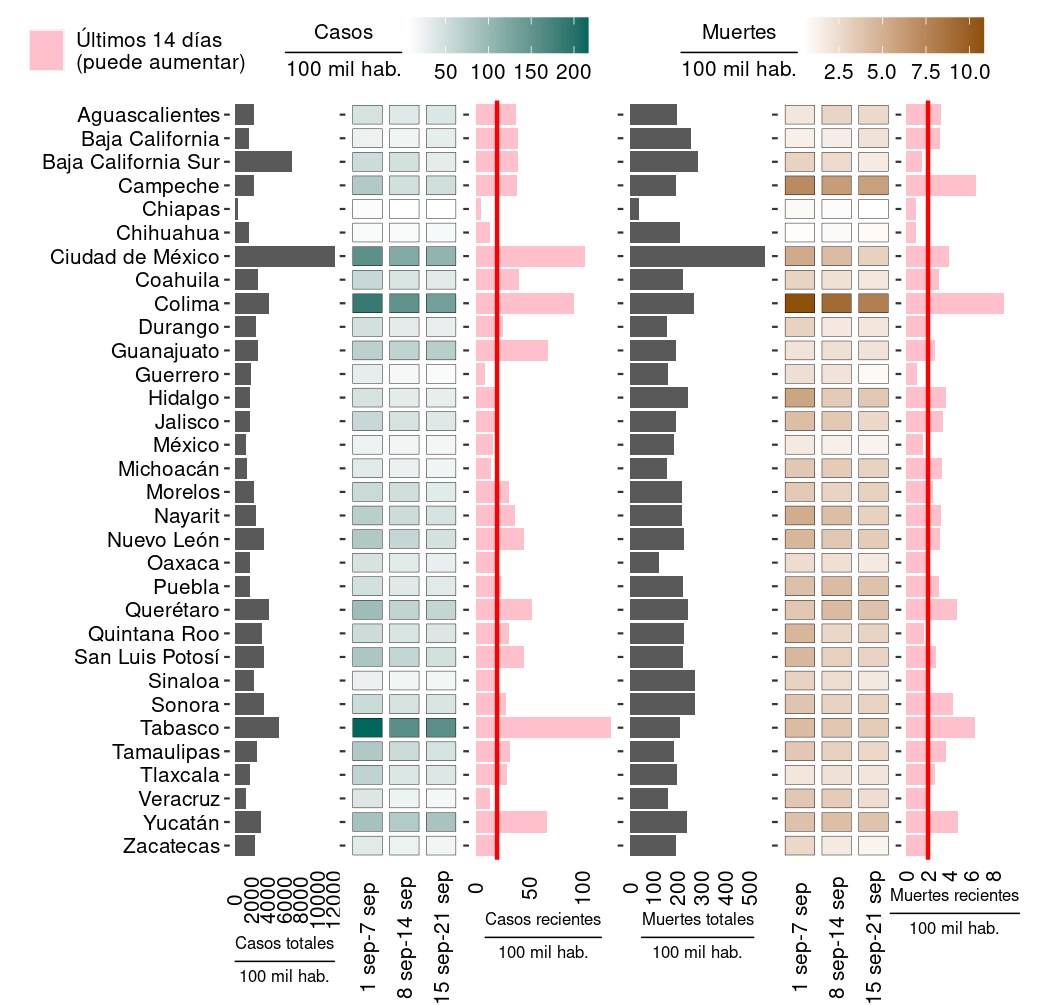 Últimos 14 días
(puede aumentar)
Casos
100 mil hab.
50 100 150 200
Muertes
100 mil hab.
2.5 5.0 7.5 10.0
Aguascalientes
Baja California
Baja California Sur
Campeche
Chiapas
Chihuahua
Ciudad de México
Coahuila
Colima
Durango
Guanajuato
Guerrero
Hidalgo
Jalisco
México
Michoacán
Morelos
Nayarit
Nuevo León
Oaxaca
Puebla
Querétaro
Quintana Roo
San Luis Potosí
Sinaloa
Sonora
Tabasco
Tamaulipas
Tlaxcala
Veracruz
Yucatán
Zacatecas
0 2000 4000 6000 8000 10000 12000
Casos totales
100 mil hab.
1 sep-7 sep
8 sep-14 sep
15 sep-21 sep
0 50 100
Casos recientes
100 mil hab.
0 100 200 300 400 500
Muertes totales
100 mil hab.
1 sep-7 sep
8 sep-14 sep
15 sep-21 sep
0 2 4 6 8
Muertes recientes
100 mil hab.